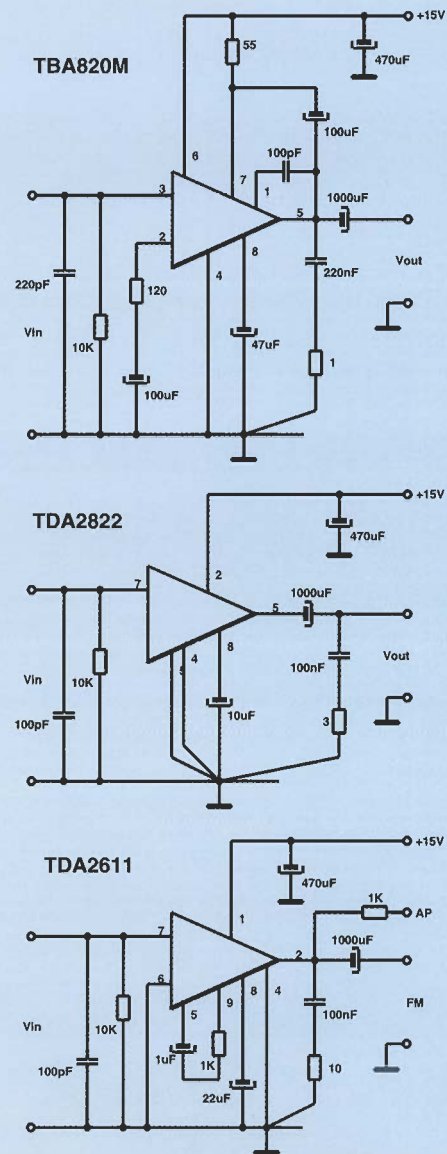 +15V
55
470uF
TBA820M
100uF
6
100pF
7
1
1000uF
3
5
2
8
Vout
220pF
120
4
220nF
Vin
10K
47uF
1
100uF
+15V
TDA2822
2
470uF
7
1000uF
5
4
8
100nF
Vout
Vin
10K
100pF
10uF
3
+15V
TDA2611
470uF
1
1K
AP
7
1000uF
2
6
9
8
4
5
100nF
FM
Vin
10K
1uF
1K
100pF
22uF
10